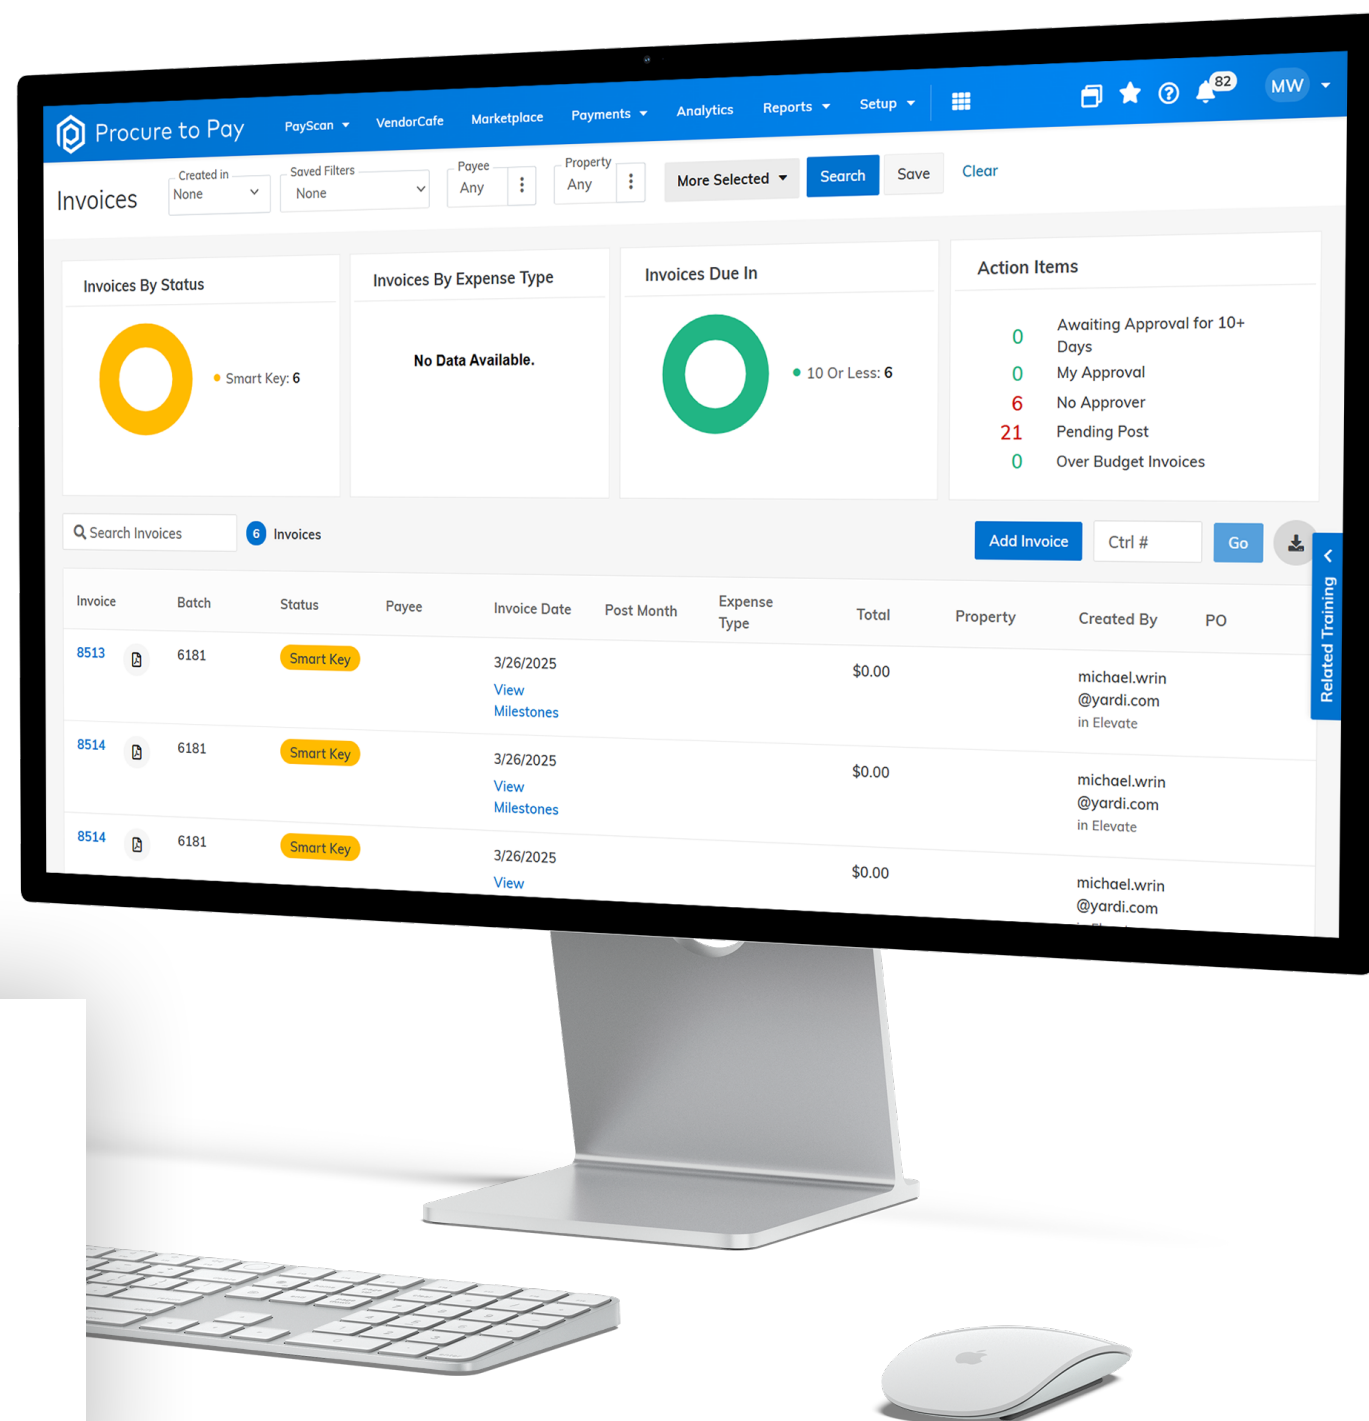 Procure to Pay PayScan VendorCafe Marketplace Payments Analytics Reports Setup 82 MW
Invoices Created in None Saved Filters None Payee Any Property Any More Selected Search Save Clear
Invoices By Status
Smart Key: 6
Invoices By Expense Type
No Data Available.
Invoices Due In
10 Or Less: 6
Action Items
0 Awaiting Approval for 10+
Days
0 My Approval
6 No Approver
21 Pending Post
0 Over Budget Invoices
Search Invoices 6 Invoices Add Invoice Ctrl # Go
Related Training
Invoice Batch Status Payee Invoice Date Post Month Expense Type Total Property Created By PO
8513 6181 Smart Key 3/26/2025 $0.00 michael.wrin
View @yardi.com
Milestones in Elevate
8514 6181 Smart Key 3/26/2025 $0.00 michael.wrin
View @yardi.com
Milestones in Elevate
8514 6181 Smart Key 3/26/2025 $0.00 michael.wrin
View @yardi.com